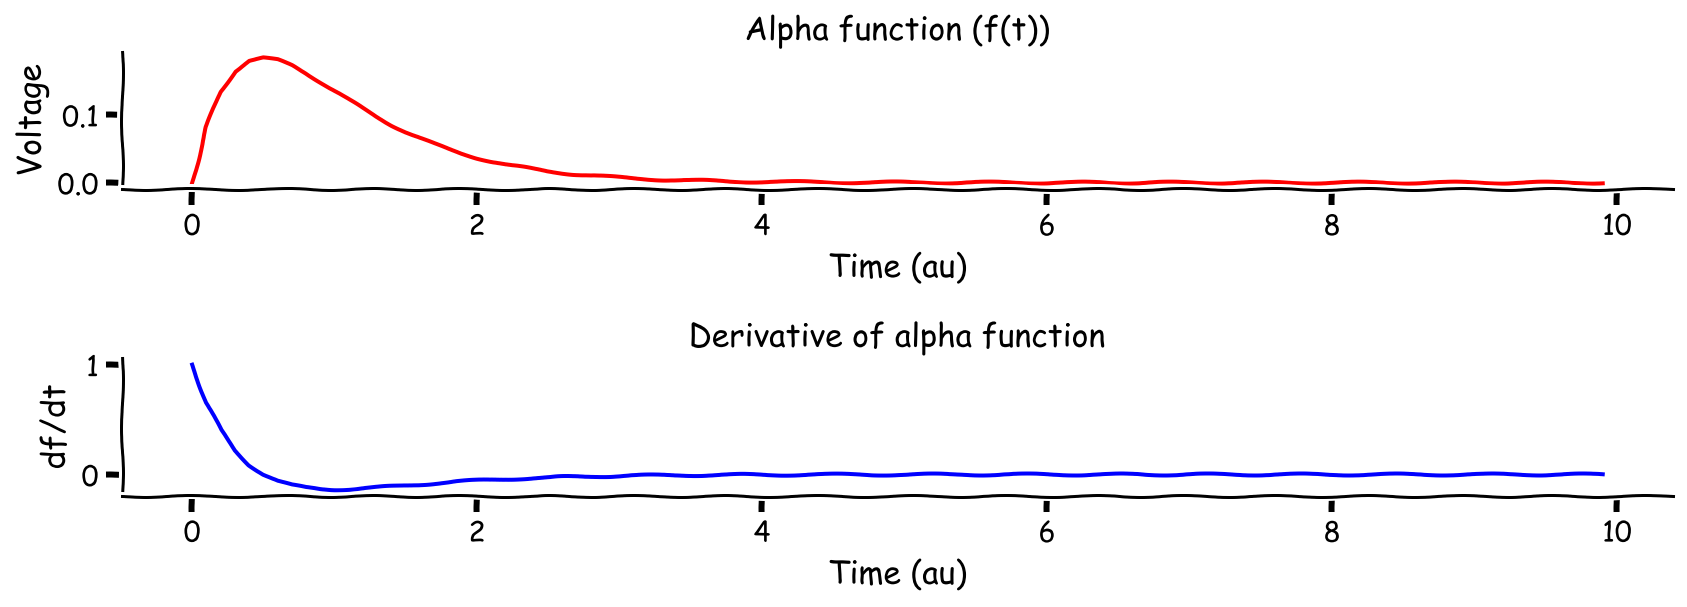 Alpha function (f(t))
Voltage
0.1
0.0
0 2 4 6 8 10
Time (au)
Derivative of alpha function
df/dt
1
0
0 2 4 6 8 10
Time (au)